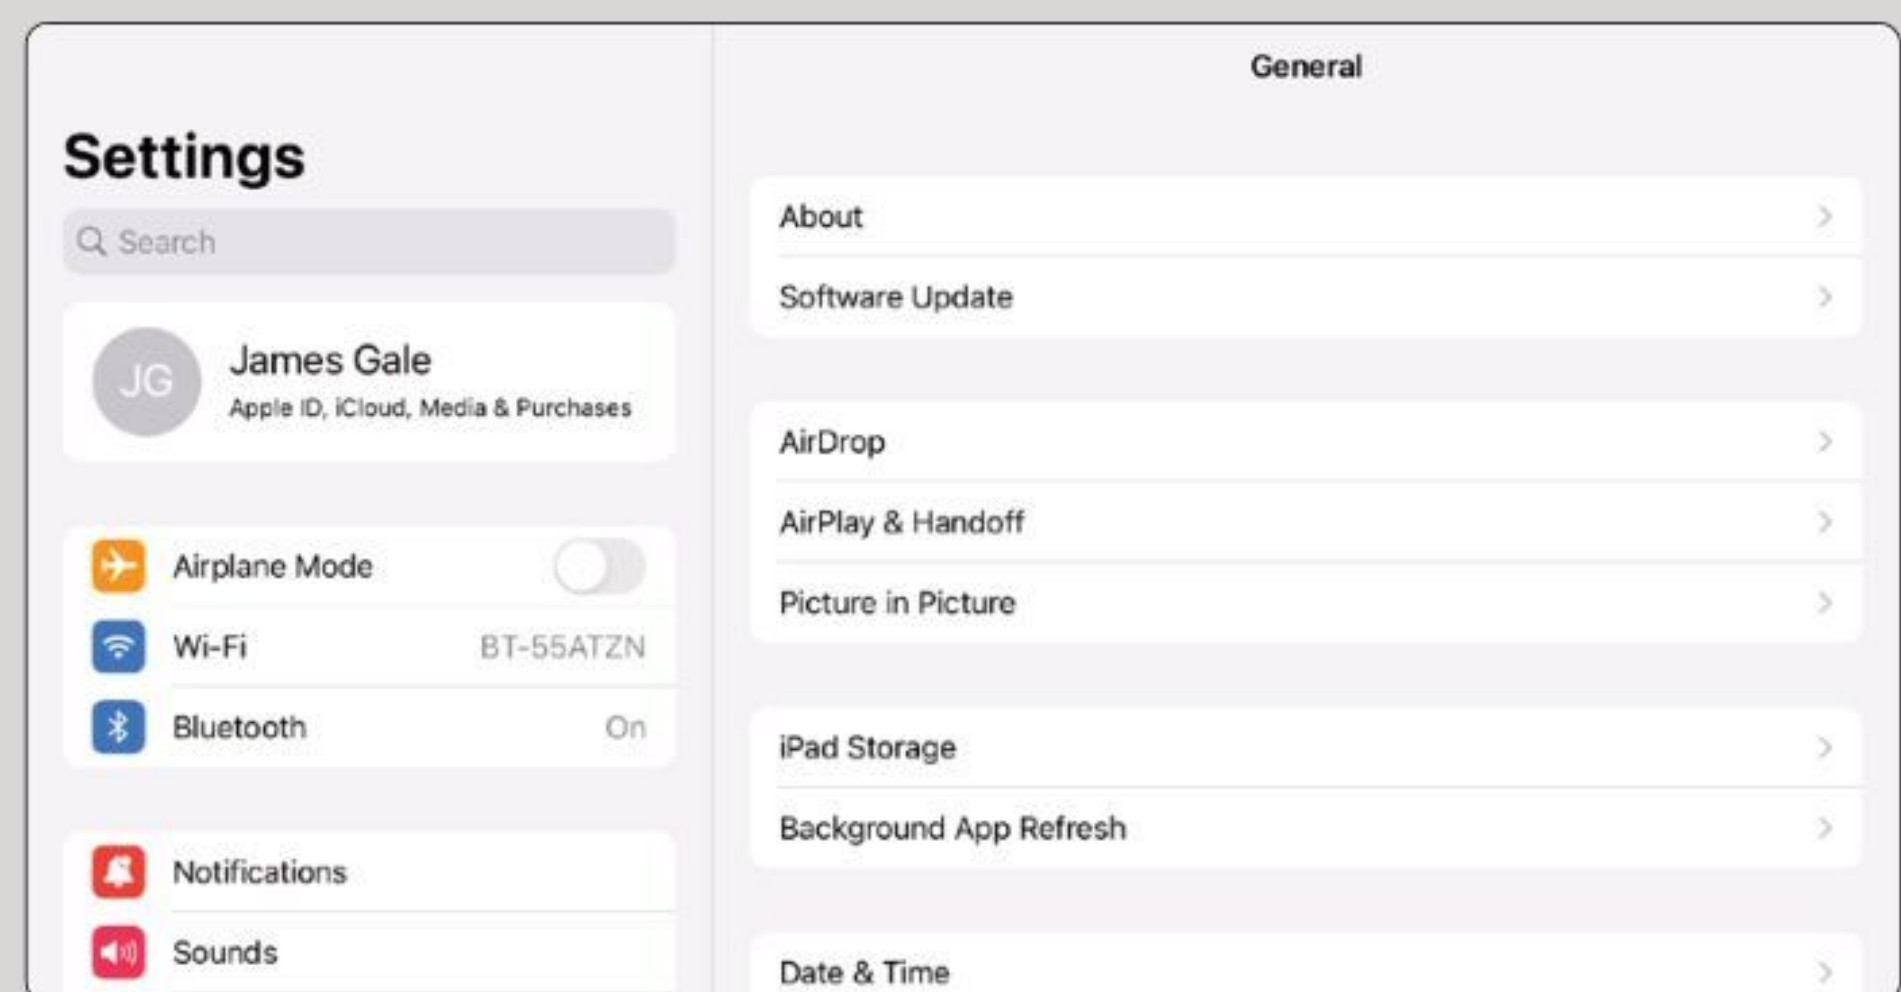 Settings
Search
JG
James Gale
Apple ID, iCloud, Media & Purchases
Airplane Mode
Wi-Fi BT-55ATZN
Bluetooth On
Notifications
Sounds
General
About
Software Update
AirDrop
AirPlay & Handoff
Picture in Picture
iPad Storage
Background App Refresh
Date & Time